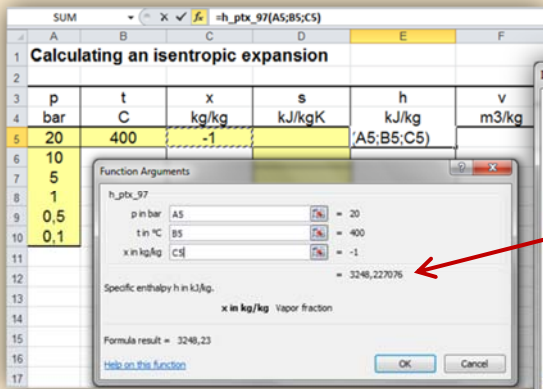 SUM =h_ptx_97(A5;B5;C5)
A B C D E F
1 Calculating an isentropic expansion
2
3 p t x s h v
4 bar C kg/kg kJ/kgK kJ/kg m3/kg
5 20 400 -1 (A5;B5;C5)
6 10
7 5
8 1
9 0,5
10 0,1
11
12
13
14
15
16
17
Function Arguments
h_ptx_97
p in bar A5 = 20
t in °C B5 = 400
x in kg/kg C5 = -1
= 3248,227076
Specific enthalpy h in kJ/kg.
x in kg/kg Vapor fraction
Formula result = 3248,23
Help on this function OK Cancel